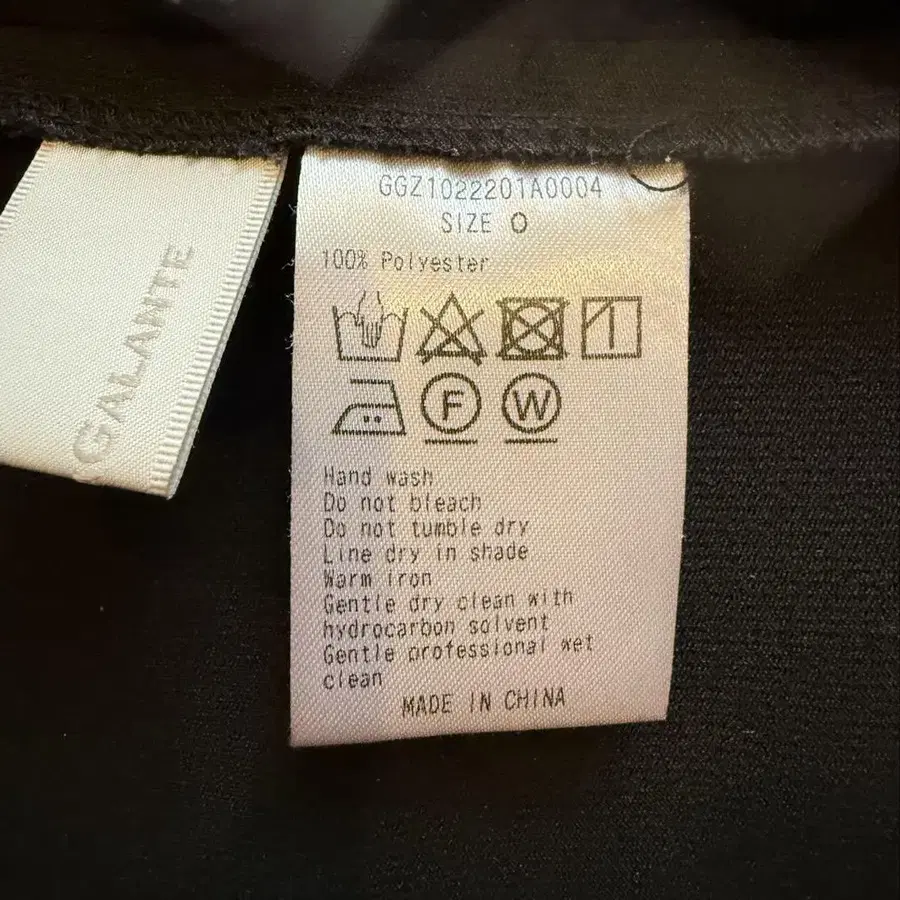 GALANTE
GGZ1022201A0004
SIZE 0
100% Polyester
F W
Hand wash
Do not bleach
Do not tumble dry
Line dry in shade
Warm iron
Gentle dry clean with
hydrocarbon solvent
Gentle professional wet
clean
MADE IN CHINA